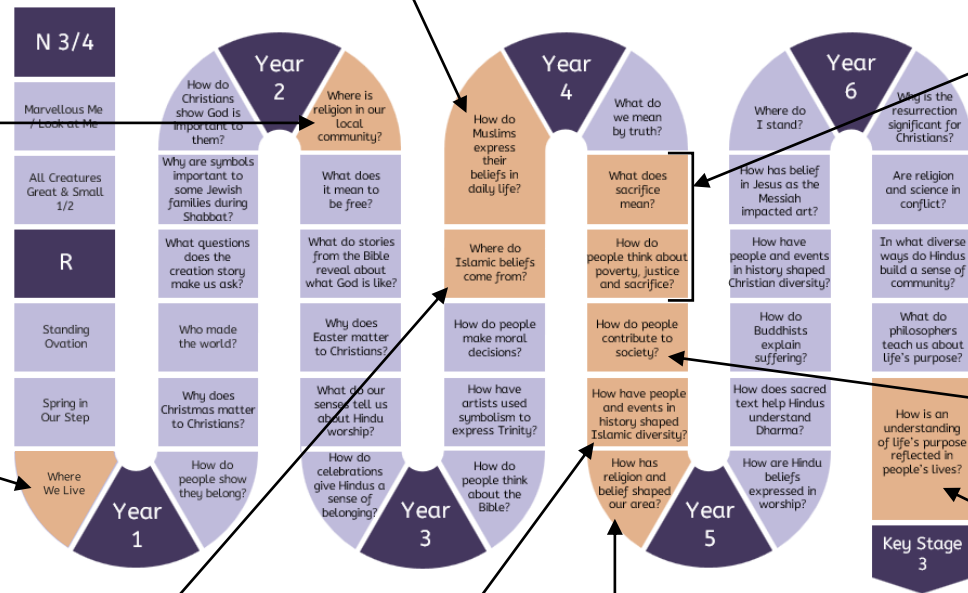 N 3/4
Marvellous Me
/ Look at Me
All Creatures
Great & Small
1/2
R
Standing
Ovation
Spring in
Our Step
Where
We Live
Year
1
How do
people show
they belong?
Why does
Christmas matter
to Christians?
Who made
the world?
What questions
does the
creation story
make us ask?
Why are symbols
important to
some Jewish
families during
Shabbat?
How do
Christians
show God is
important to
them?
Year
2
Where is
religion in our
local
community?
What does
it mean to
be free?
What do stories
from the Bible
reveal about
what God is like?
Why does
Easter matter
to Christians?
What do our
senses tell us
about Hindu
worship?
How do
celebrations
give Hindus a
sense of
belonging?
Year
3
How do
people think
about the
Bible?
How have
artists used
symbolism to
express Trinity?
How do people
make moral
decisions?
Where do
Islamic beliefs
come from?
How do
Muslims
express
their
beliefs in
daily life?
Year
4
What do
we mean
by truth?
What does
sacrifice
mean?
How do
people think about
poverty, justice
and sacrifice?
How do people
contribute to
society?
How have people
and events in
history shaped
Islamic diversity?
How has
religion and
belief shaped
our area?
Year
5
How are Hindu
beliefs
expressed in
worship?
How does sacred
text help Hindus
understand
Dharma?
How do
Buddhists
explain
suffering?
How have
people and events
in history shaped
Christian diversity?
How has belief
in Jesus as the
Messiah
impacted art?
Where do
I stand?
Year
6
Why is the
resurrection
significant for
Christians?
Are religion
and science in
conflict?
In what diverse
ways do Hindus
build a sense of
community?
What do
philosophers
teach us about
life's purpose?
How is an
understanding
of life's purpose
reflected in
people's lives?
Key Stage
3